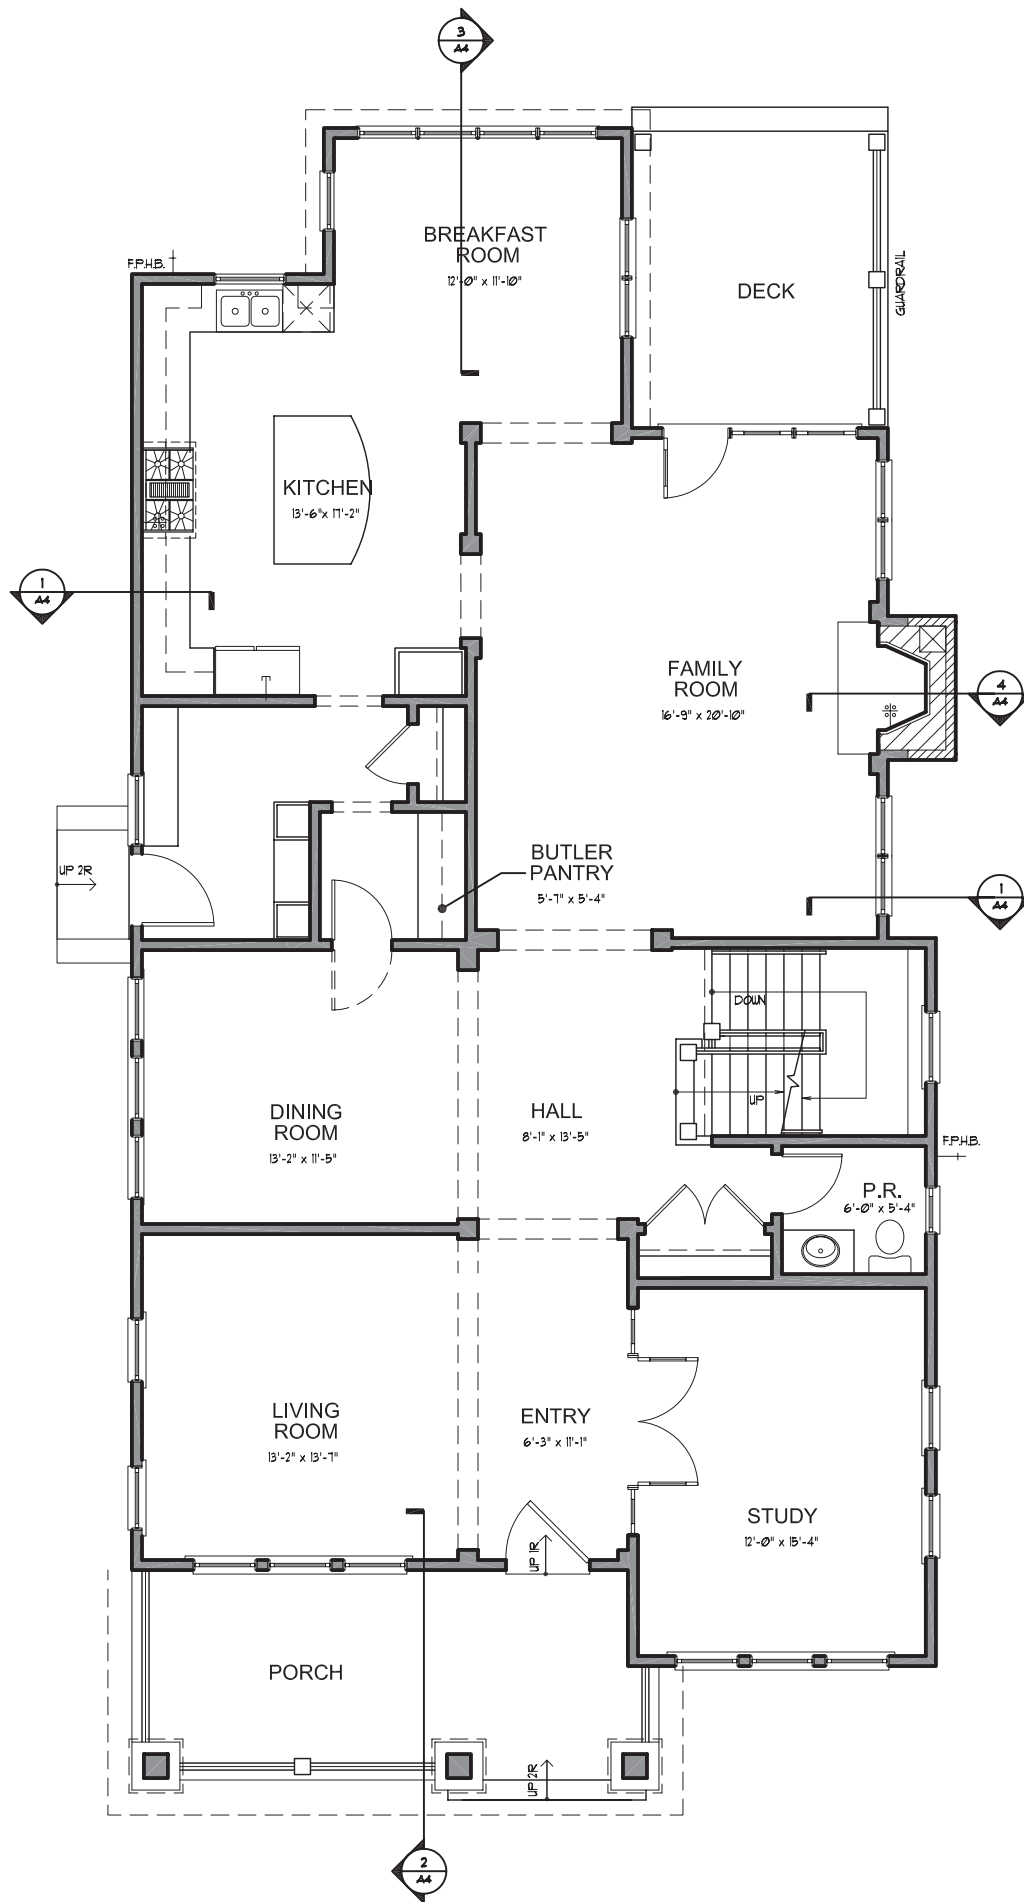 3
A4
BREAKFAST
ROOM
12'-0" x 11'-10"
F.P.H.B.
DECK
GUARDRAIL
KITCHEN
13'-6"x 17'-2"
1
A4
FAMILY
ROOM
16'-9" x 20'-10"
4
A4
BUTLER
PANTRY
5'-7" x 5'-4"
UP 2R
1
A4
DOWN
UP
DINING
ROOM
13'-2" x 11'-5"
HALL
8'-1" x 13'-5"
F.P.H.B.
P.R.
6'-0" x 5'-4"
LIVING
ROOM
13'-2" x 13'-7"
ENTRY
6'-3" x 11'-1"
STUDY
12'-0" x 15'-4"
UP 1R
PORCH
UP 2R
2
A4